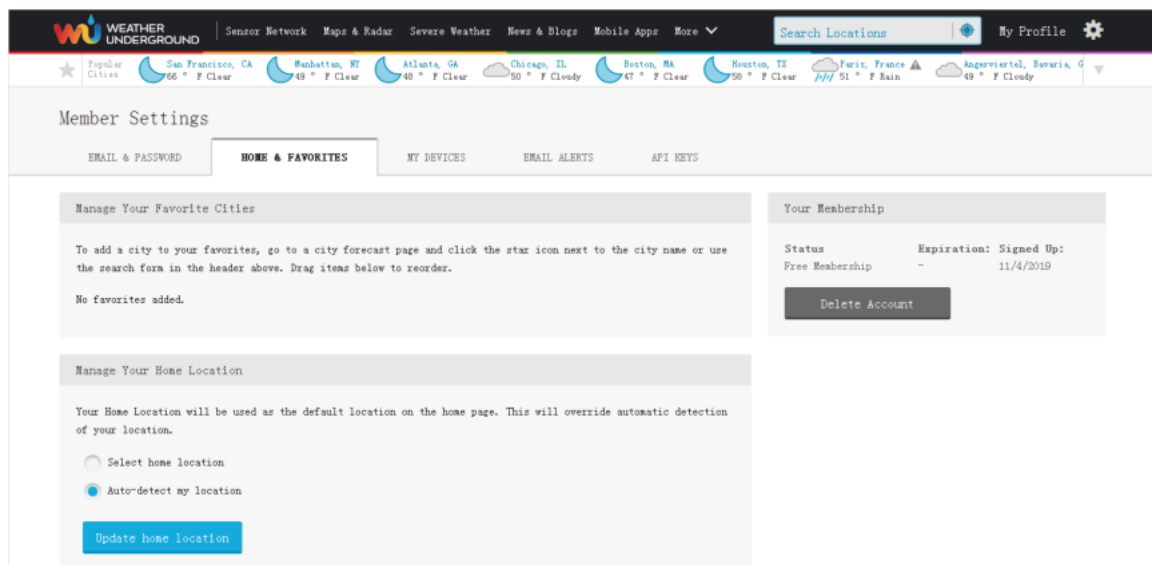 WEATHER
UNDERGROUND
Sensor Network Maps & Radar Severe Weather News & Blogs Mobile Apps More
Search Locations
My Profile
Popular
Cities
San Francisco, CA
66 ° F Clear
Manhattan, NY
49 ° F Clear
Atlanta, GA
48 ° F Clear
Chicago, IL
50 ° F Cloudy
Boston, MA
47 ° F Clear
Houston, TX
58 ° F Clear
Paris, France
51 ° F Rain
Angerviertel, Bavaria, G
49 ° F Cloudy
Member Settings
EMAIL & PASSWORD HOME & FAVORITES MY DEVICES EMAIL ALERTS API KEYS
Manage Your Favorite Cities
To add a city to your favorites, go to a city forecast page and click the star icon next to the city name or use
the search form in the header above. Drag items below to reorder.
No favorites added.
Your Membership
Status Expiration: Signed Up:
Free Membership - 11/4/2019
Delete Account
Manage Your Home Location
Your Home Location will be used as the default location on the home page. This will override automatic detection
of your location.
Select home location
Auto-detect my location
Update home location